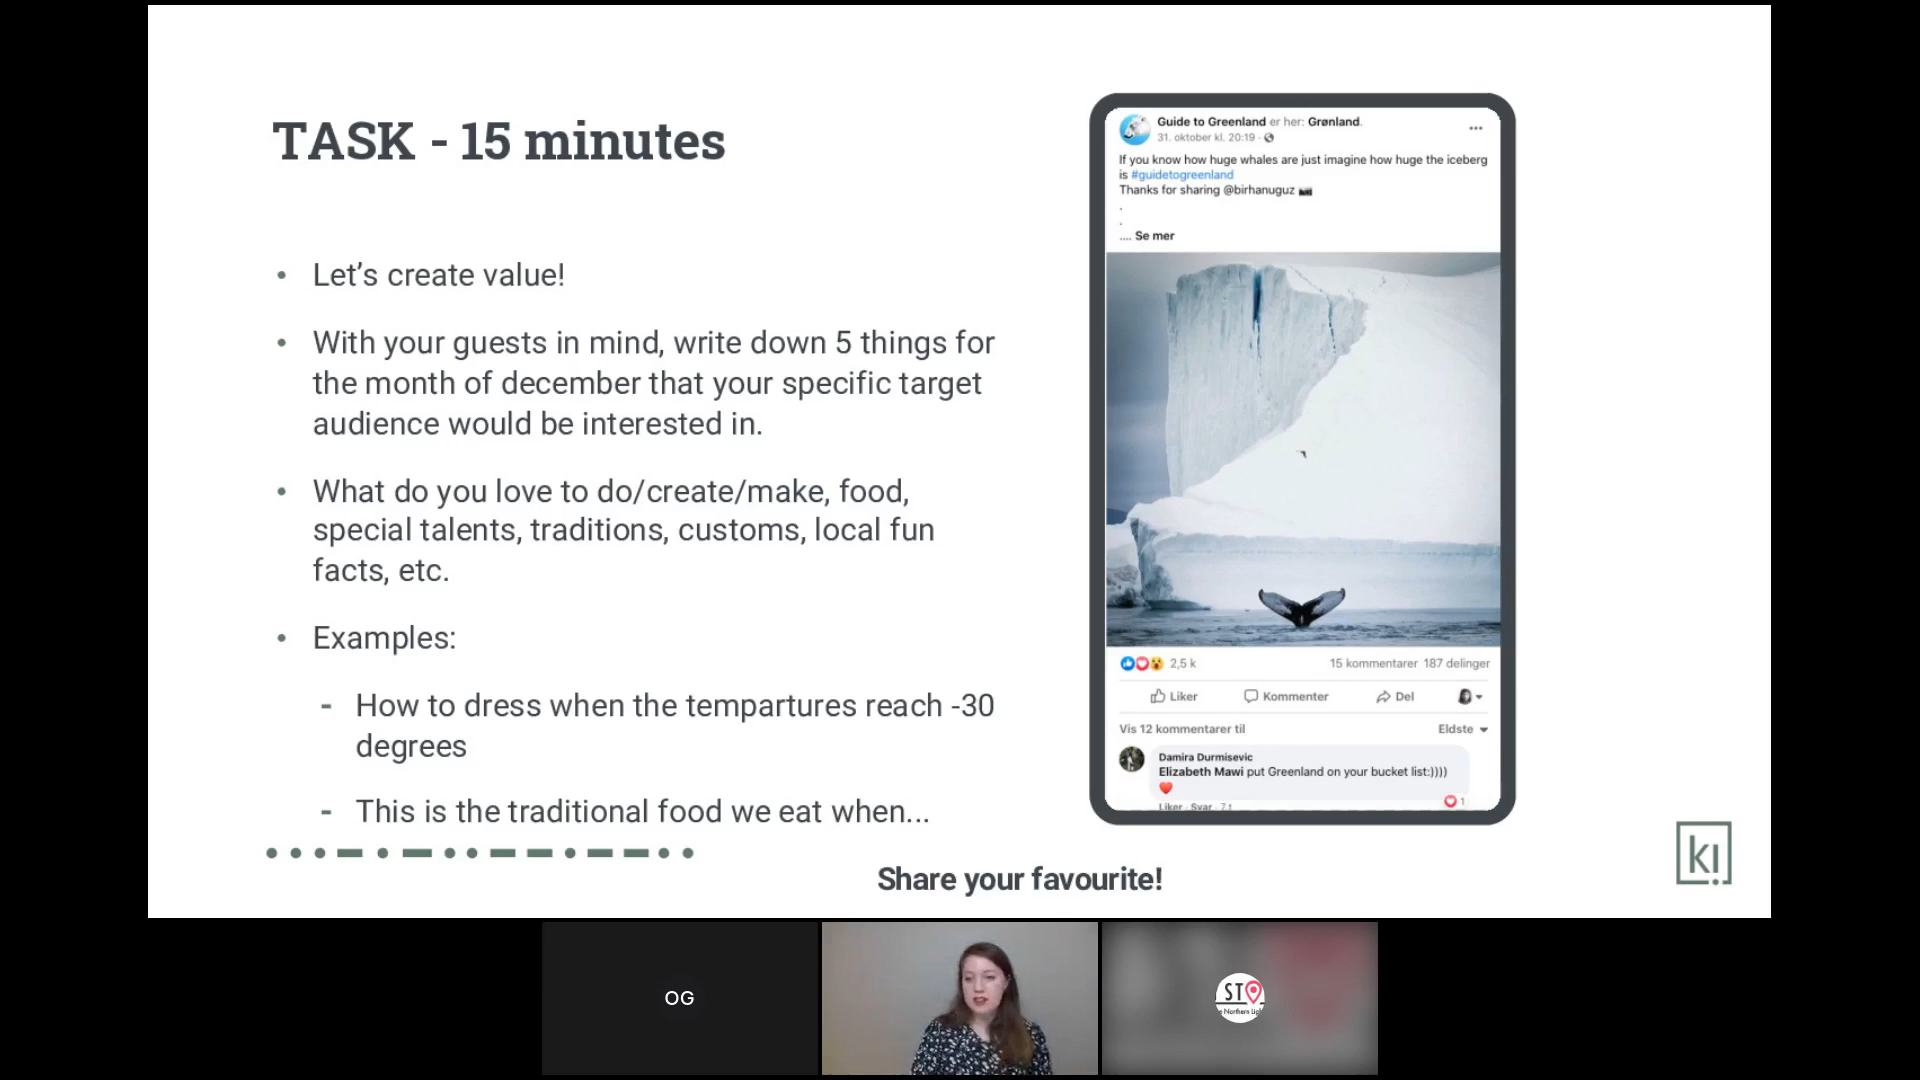 TASK - 15 minutes
• Let’s create value!
• With your guests in mind, write down 5 things for
the month of december that your specific target
audience would be interested in.
• What do you love to do/create/make, food,
special talents, traditions, customs, local fun
facts, etc.
• Examples:
- How to dress when the tempartures reach -30
degrees
- This is the traditional food we eat when...
Share your favourite!
Guide to Greenland er her: Grønland.
31. oktober kl. 20:19 ·
If you know how huge whales are just imagine how huge the iceberg
is #guidetogreenland
Thanks for sharing @birhanuguz
.
.
.... Se mer
2,5 k 15 kommentarer 187 delinger
Liker Kommenter Del
Vis 12 kommentarer til Eldste
Damira Durmisevic
Elizabeth Mawi put Greenland on your bucket list:))))
Liker · Svar · 7 t
1
ki
OG
ST
Northern